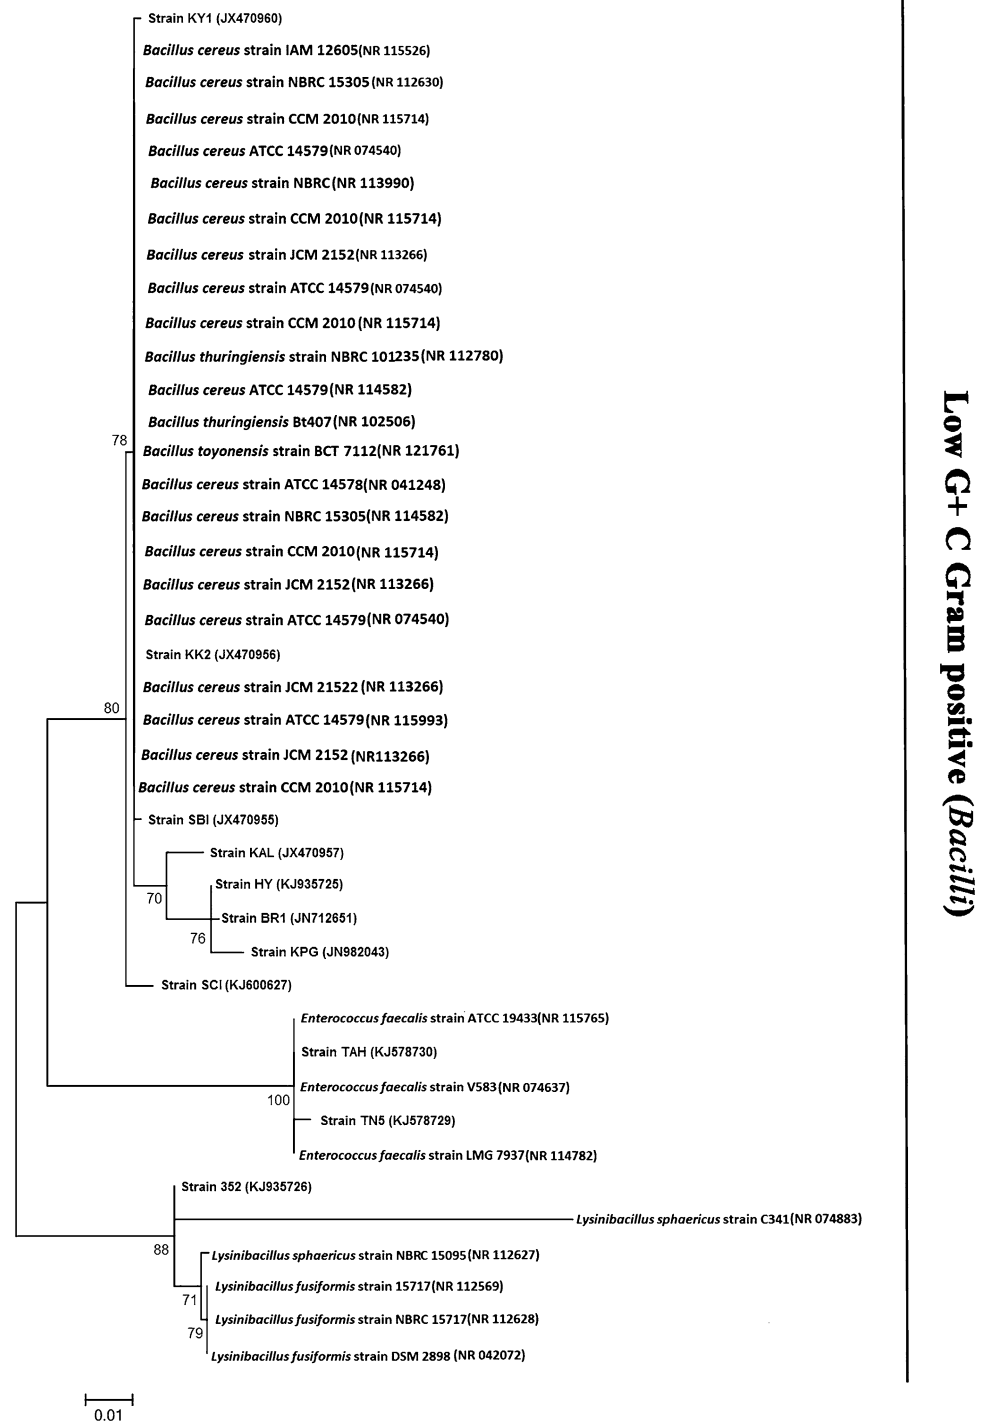 Strain KY1 (JX470960)
Bacillus cereus strain IAM 12605(NR 115526)
Bacillus cereus strain NBRC 15305(NR 112630)
Bacillus cereus strain CCM 2010(NR 115714)
Bacillus cereus ATCC 14579(NR 074540)
Bacillus cereus strain NBRC(NR 113990)
Bacillus cereus strain CCM 2010(NR 115714)
Bacillus cereus strain JCM 2152(NR 113266)
Bacillus cereus strain ATCC 14579(NR 074540)
Bacillus cereus strain CCM 2010 (NR 115714)
Bacillus thuringiensis strain NBRC 101235(NR 112780)
Bacillus cereus ATCC 14579(NR 114582)
Bacillus thuringiensis Bt407(NR 102506)
78
Bacillus toyonensis strain BCT 7112(NR 121761)
Bacillus cereus strain ATCC 14578(NR 041248)
Bacillus cereus strain NBRC 15305(NR 114582)
Bacillus cereus strain CCM 2010(NR 115714)
Bacillus cereus strain JCM 2152(NR 113266)
Bacillus cereus strain ATCC 14579(NR 074540)
Strain KK2 (JX470956)
Bacillus cereus strain JCM 21522 (NR 113266)
80
Bacillus cereus strain ATCC 14579(NR 115993)
Bacillus cereus strain JCM 2152 (NR113266)
Bacillus cereus strain CCM 2010(NR 115714)
Strain SBI (JX470955)
Strain KAL (JX470957)
Strain HY (KJ935725)
70
Strain BR1 (JN712651)
76
Strain KPG (JN982043)
Strain SCI (KJ600627)
Enterococcus faecalis strain ATCC 19433(NR 115765)
Strain TAH (KJ578730)
Enterococcus faecalis strain V583(NR 074637)
100
Strain TN5 (KJ578729)
Enterococcus faecalis strain LMG 7937(NR 114782)
Strain 352 (KJ935726)
Lysinibacillus sphaericus strain C341(NR 074883)
88
Lysinibacillus sphaericus strain NBRC 15095(NR 112627)
Lysinibacillus fusiformis strain 15717(NR 112569)
71
Lysinibacillus fusiformis strain NBRC 15717(NR 112628)
79
Lysinibacillus fusiformis strain DSM 2898 (NR 042072)
0.01
Low G+ C Gram positive (Bacilli)